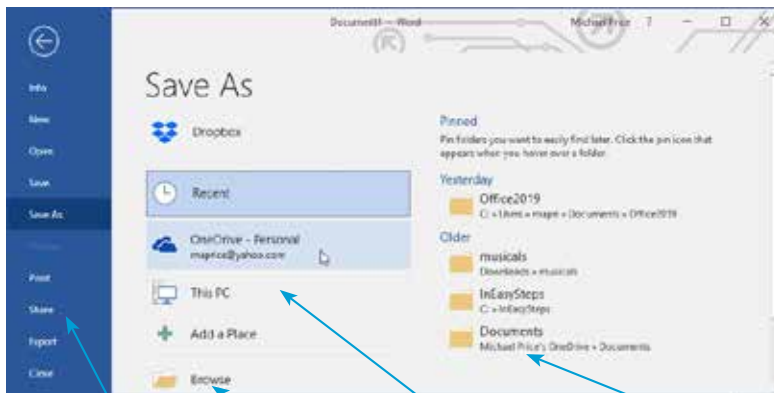 Document1 - Word
Michael Price
?
Info
New
Open
Save
Save As
Print
Share
Export
Close
Save As
Dropbox
Recent
OneDrive - Personal
maprice@yahoo.com
This PC
Add a Place
Browse
Pinned
Pin folders you want to easily find later. Click the pin icon that
appears when you hover over a folder.
Yesterday
Office2019
C: » Users » mapri » Documents » Office2019
Older
musicals
Downloads » musicals
InEasySteps
C: » InEasySteps
Documents
Michael Price's OneDrive » Documents